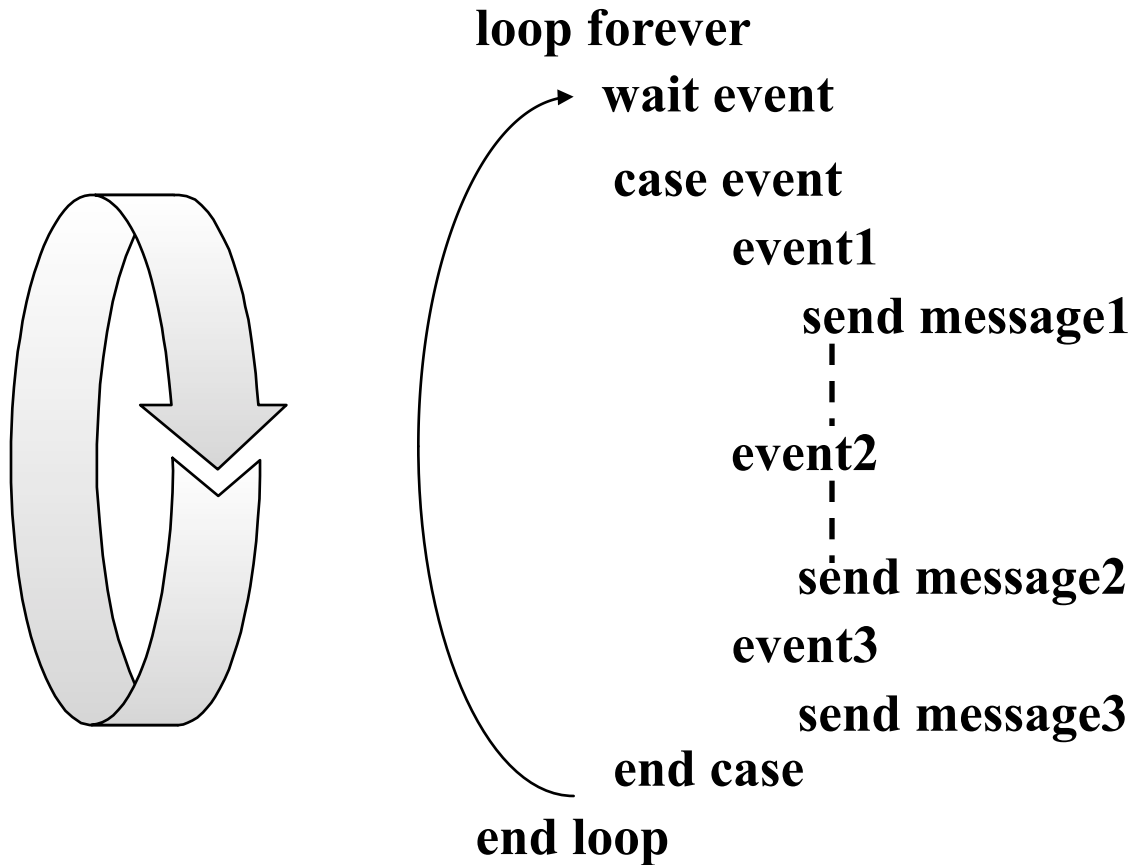 loop forever
wait event
case event
event1
send message1
event2
send message2
event3
send message3
end case
end loop